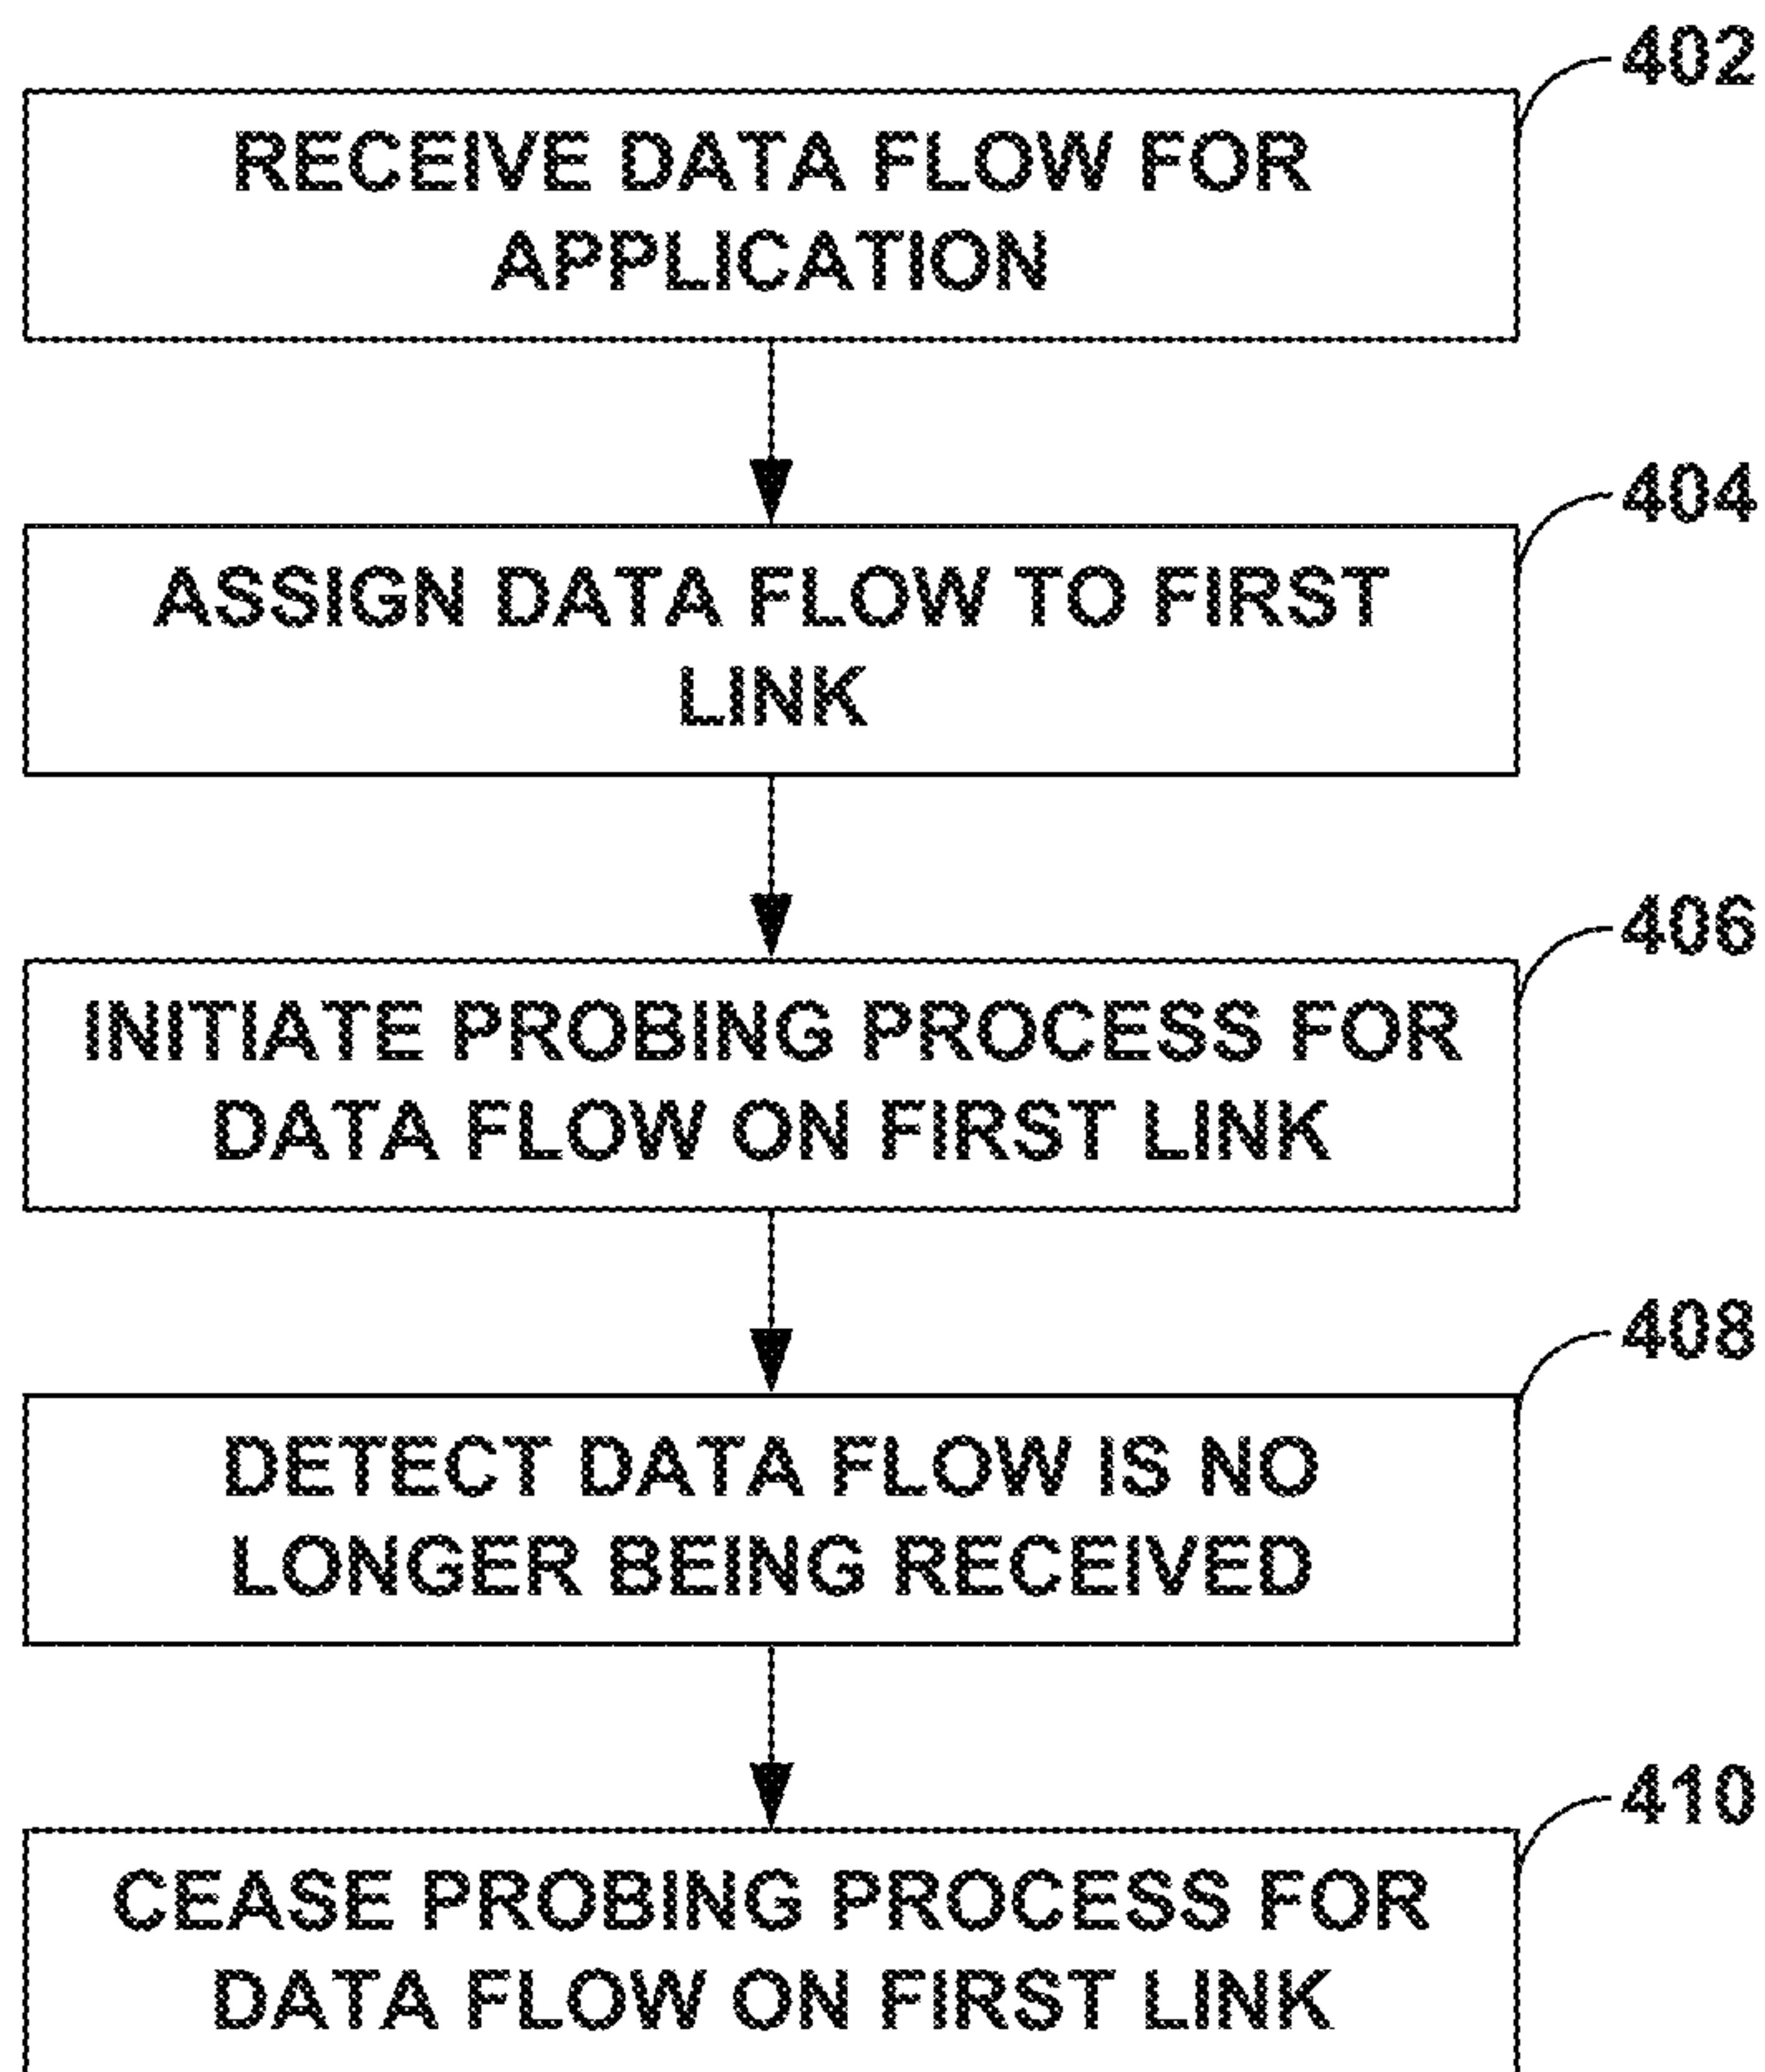 402
RECEIVE DATA FLOW FOR
APPLICATION
404
ASSIGN DATA FLOW TO FIRST
LINK
406
INITIATE PROBING PROCESS FOR
DATA FLOW ON FIRST LINK
408
DETECT DATA FLOW IS NO
LONGER BEING RECEIVED
410
CEASE PROBING PROCESS FOR
DATA FLOW ON FIRST LINK